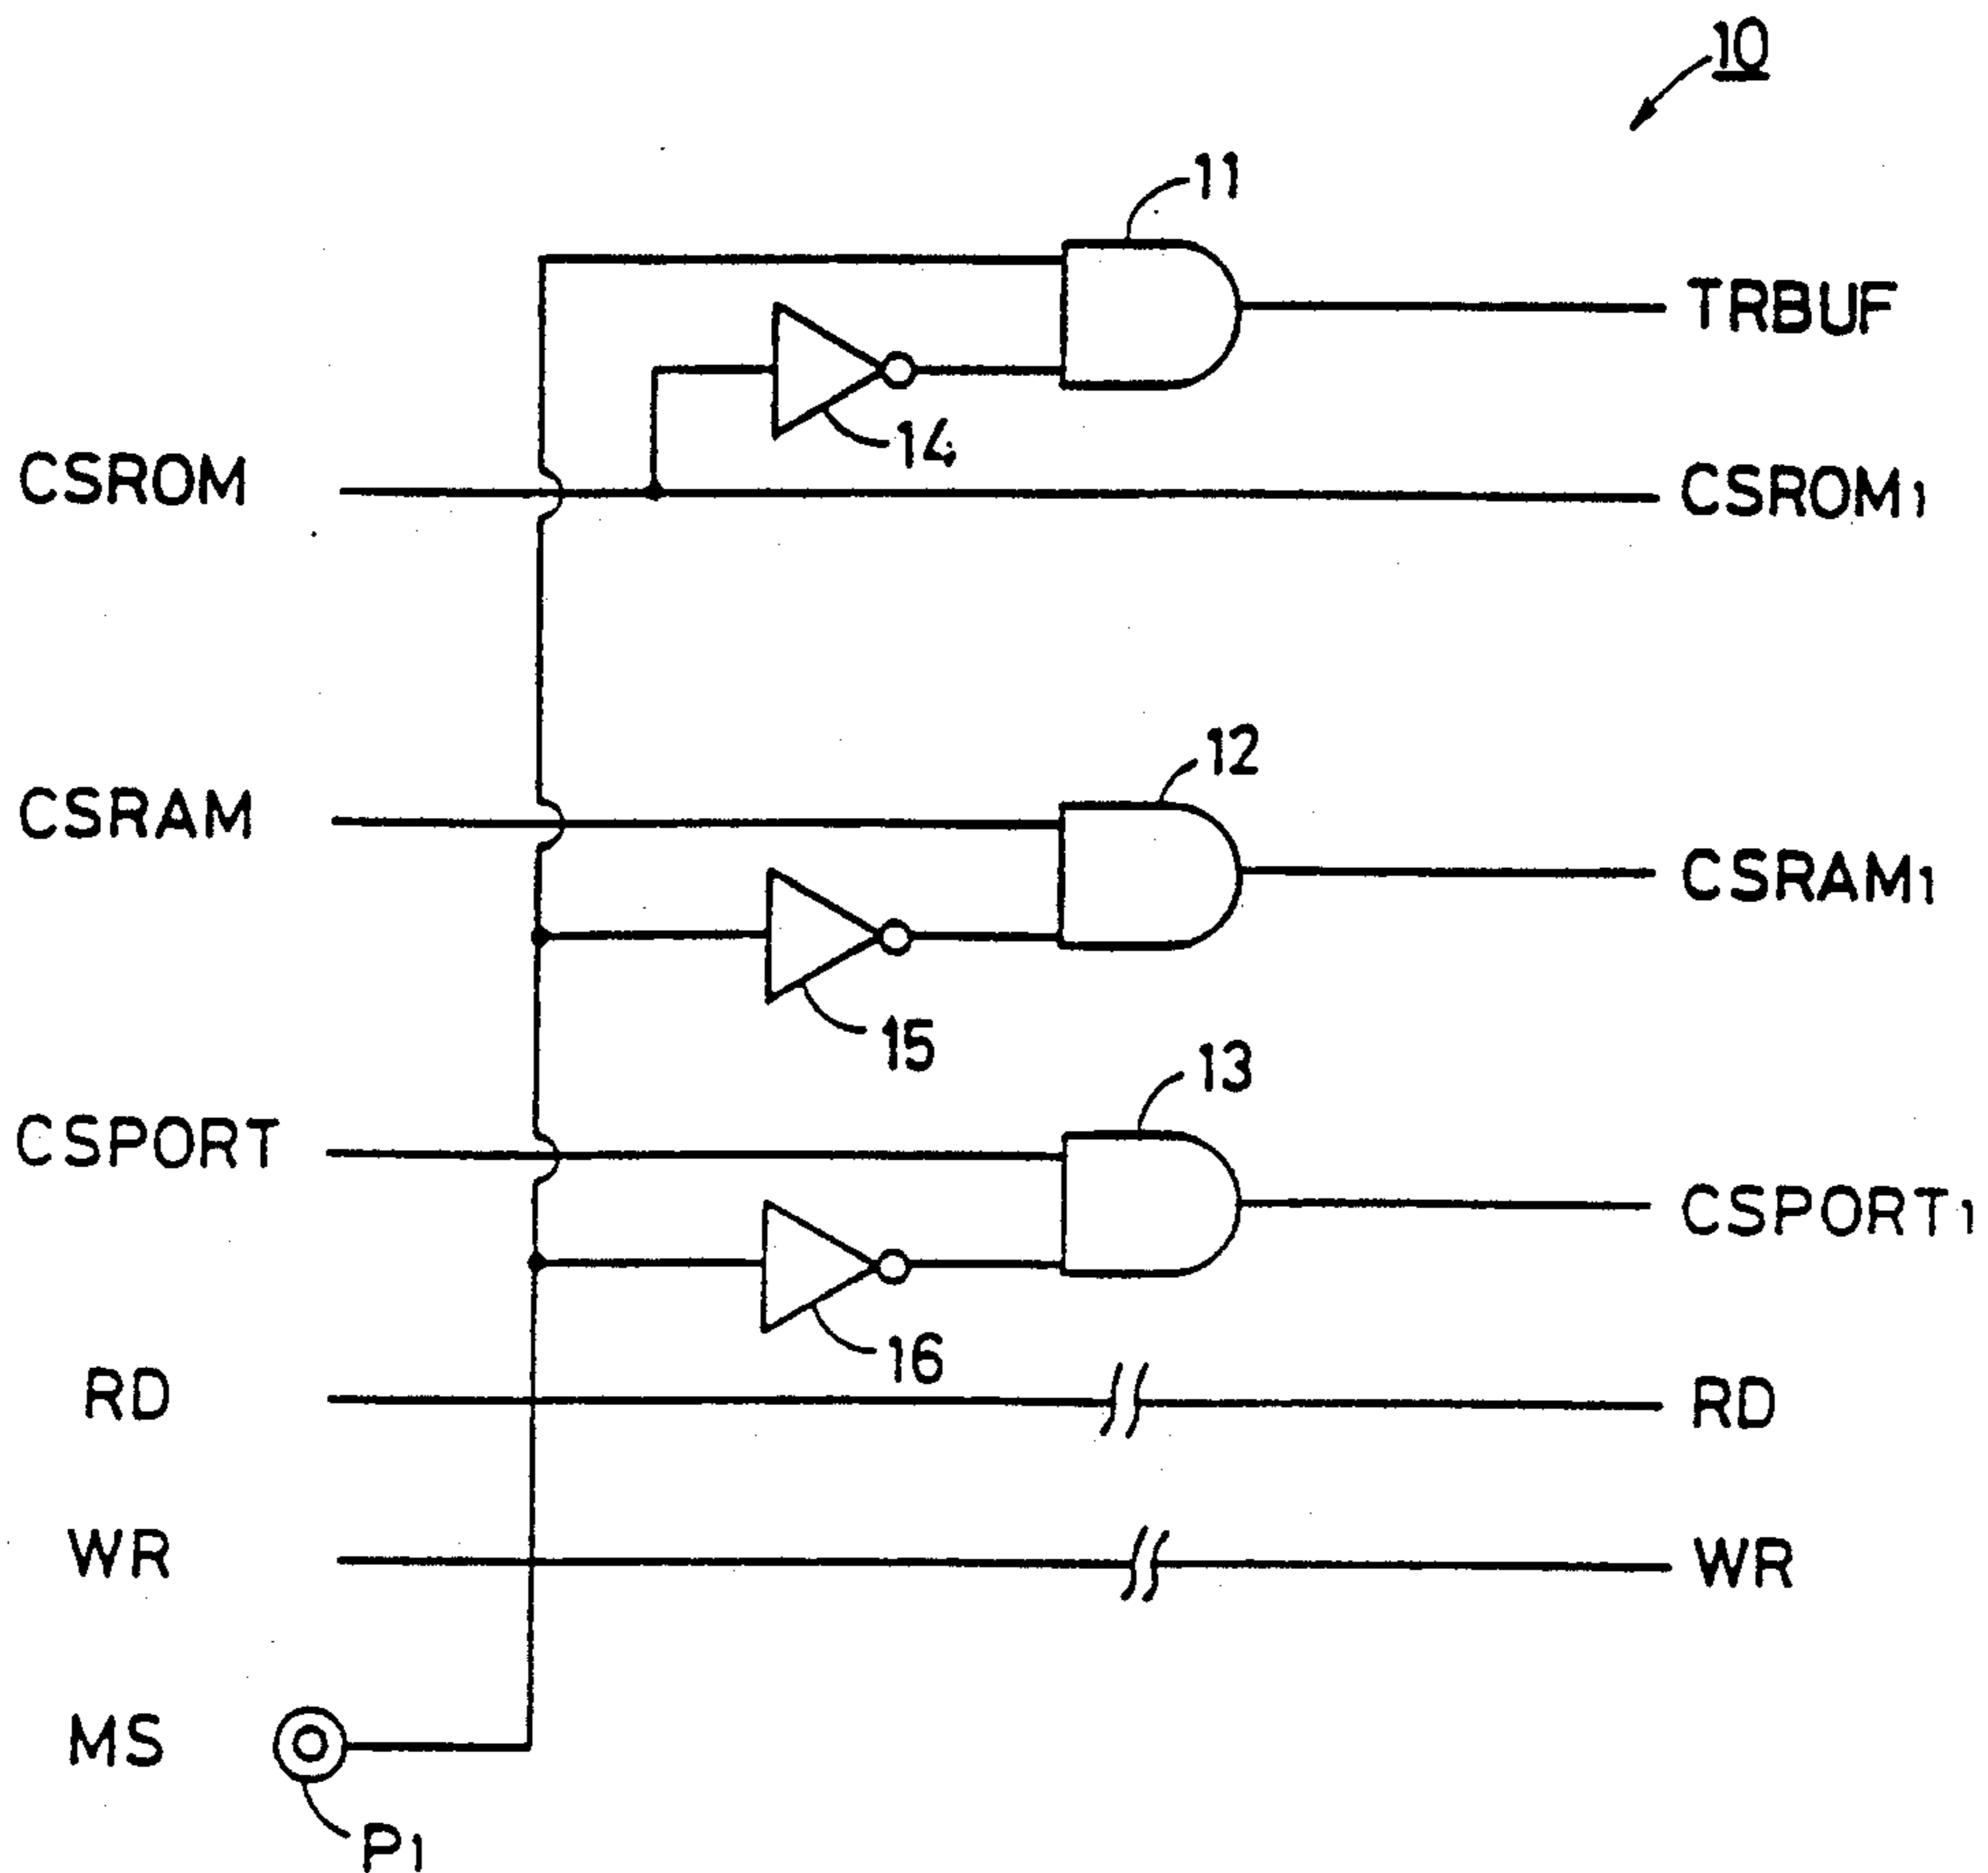 10
11
TRBUF
14
CSROM
CSROM1
12
CSRAM
CSRAM1
15
13
CSPORT
CSPORT1
16
RD
RD
WR
WR
MS
P1